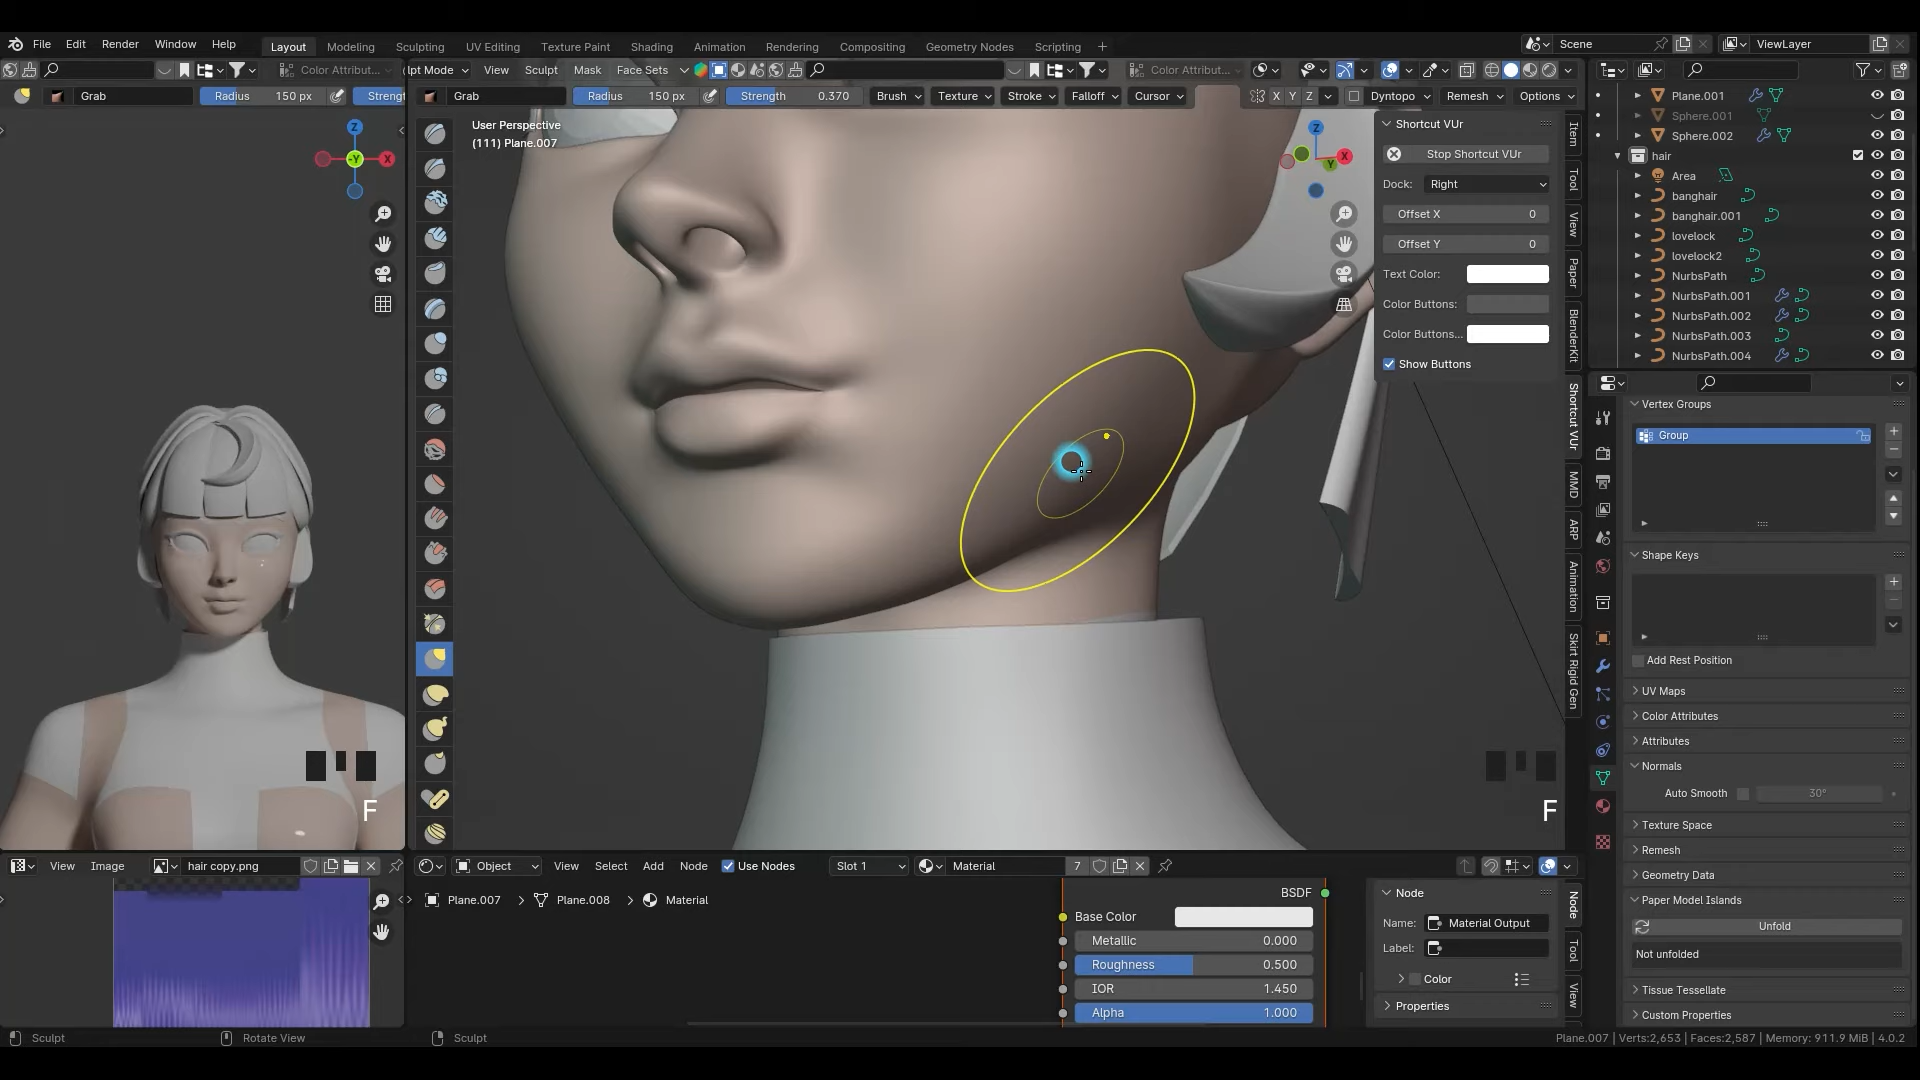 File Edit Render Window Help Layout Modeling Sculpting UV Editing Texture Paint Shading Animation Rendering Compositing Geometry Nodes Scripting + Scene ViewLayer
Color Attribut... lpt Mode View Sculpt Mask Face Sets Color Attribut...
Grab Radius 150 px Strengt Grab Radius 150 px Strength 0.370 Brush Texture Stroke Falloff Cursor X Y Z Dyntopo Remesh Options
User Perspective
(111) Plane.007
Z
-Y X
Z
X
Y
Shortcut VUr
Stop Shortcut VUr
Dock: Right
Offset X 0
Offset Y 0
Text Color:
Color Buttons:
Color Buttons...
Show Buttons
Item
Tool
View
Paper
BlenderKit
Shortcut VUr
MMD
ARP
Animation
Skirt Rigid Gen
Plane.001
Sphere.001
Sphere.002
hair
Area
banghair
banghair.001
lovelock
lovelock2
NurbsPath
NurbsPath.001
NurbsPath.002
NurbsPath.003
NurbsPath.004
Vertex Groups
Group
Shape Keys
Add Rest Position
UV Maps
Color Attributes
Attributes
Normals
Auto Smooth 30°
Texture Space
Remesh
Geometry Data
Paper Model Islands
Unfold
Not unfolded
Tissue Tessellate
Custom Properties
F
F
View Image hair copy.png
Object View Select Add Node Use Nodes Slot 1 Material 7
Plane.007 > Plane.008 > Material
BSDF
Base Color
Metallic 0.000
Roughness 0.500
IOR 1.450
Alpha 1.000
Node
Name: Material Output
Label:
Color
Properties
Node
Tool
View
Sculpt Rotate View Sculpt Plane.007 | Verts:2,653 | Faces:2,587 | Memory: 911.9 MiB | 4.0.2